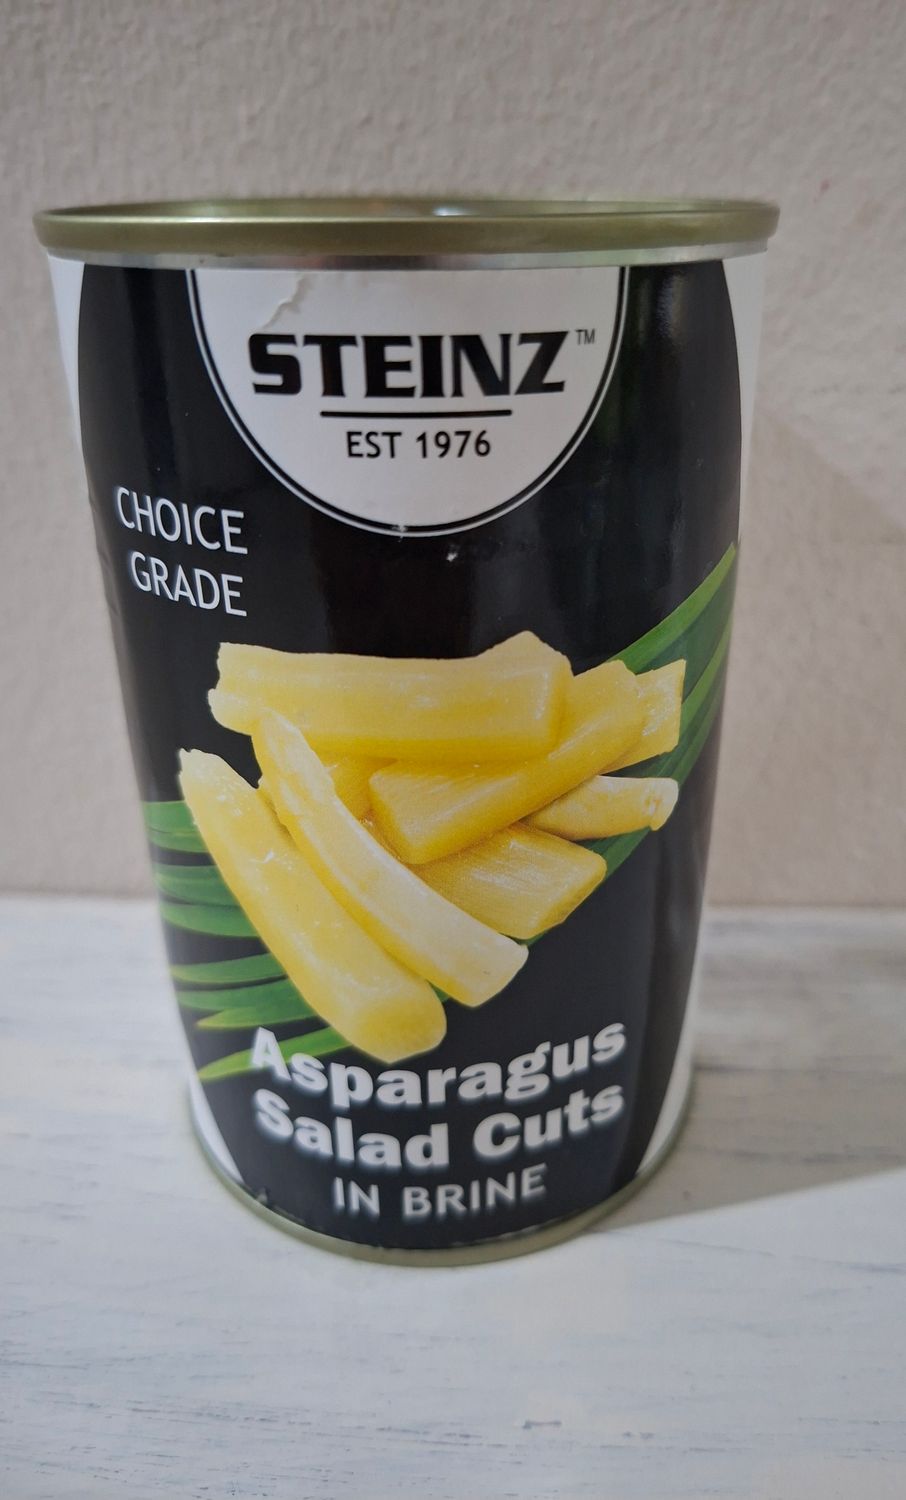 STEINZ™
EST 1976
CHOICE
GRADE
Asparagus
Salad Cuts
IN BRINE